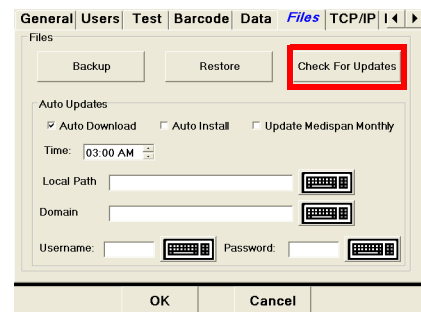 General Users Test Barcode Data Files TCP/IP
Files
Backup Restore Check For Updates
Auto Updates
Auto Download Auto Install Update Medispan Monthly
Time: 03:00 AM
Local Path
Domain
Username: Password:
OK Cancel